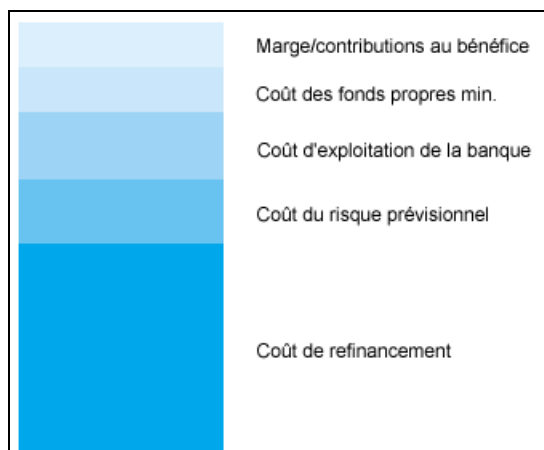 Marge/contributions au bénéfice
Coût des fonds propres min.
Coût d'exploitation de la banque
Coût du risque prévisionnel
Coût de refinancement